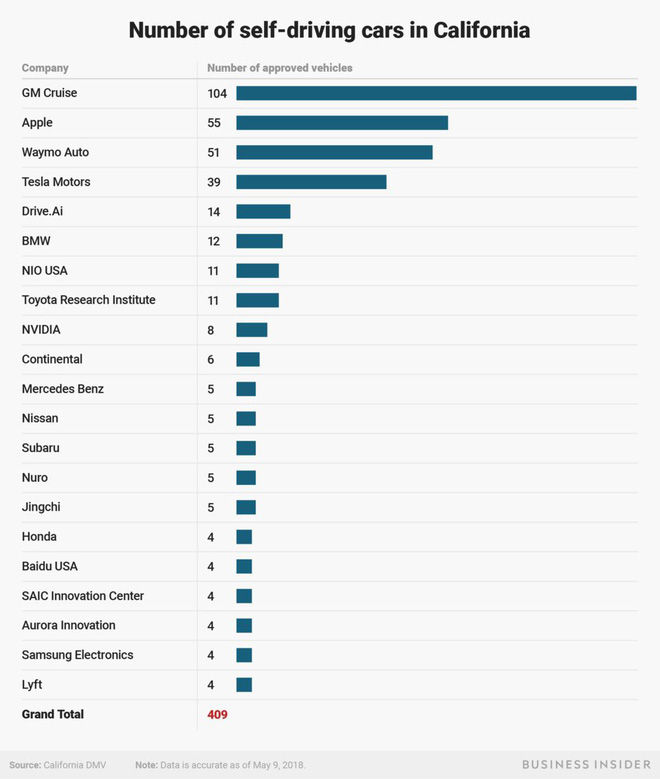 Number of self-driving cars in California
Company Number of approved vehicles
GM Cruise 104
Apple 55
Waymo Auto 51
Tesla Motors 39
Drive.Ai 14
BMW 12
NIO USA 11
Toyota Research Institute 11
NVIDIA 8
Continental 6
Mercedes Benz 5
Nissan 5
Subaru 5
Nuro 5
Jingchi 5
Honda 4
Baidu USA 4
SAIC Innovation Center 4
Aurora Innovation 4
Samsung Electronics 4
Lyft 4
Grand Total 409
Source: California DMV Note: Data is accurate as of May 9, 2018. BUSINESS INSIDER